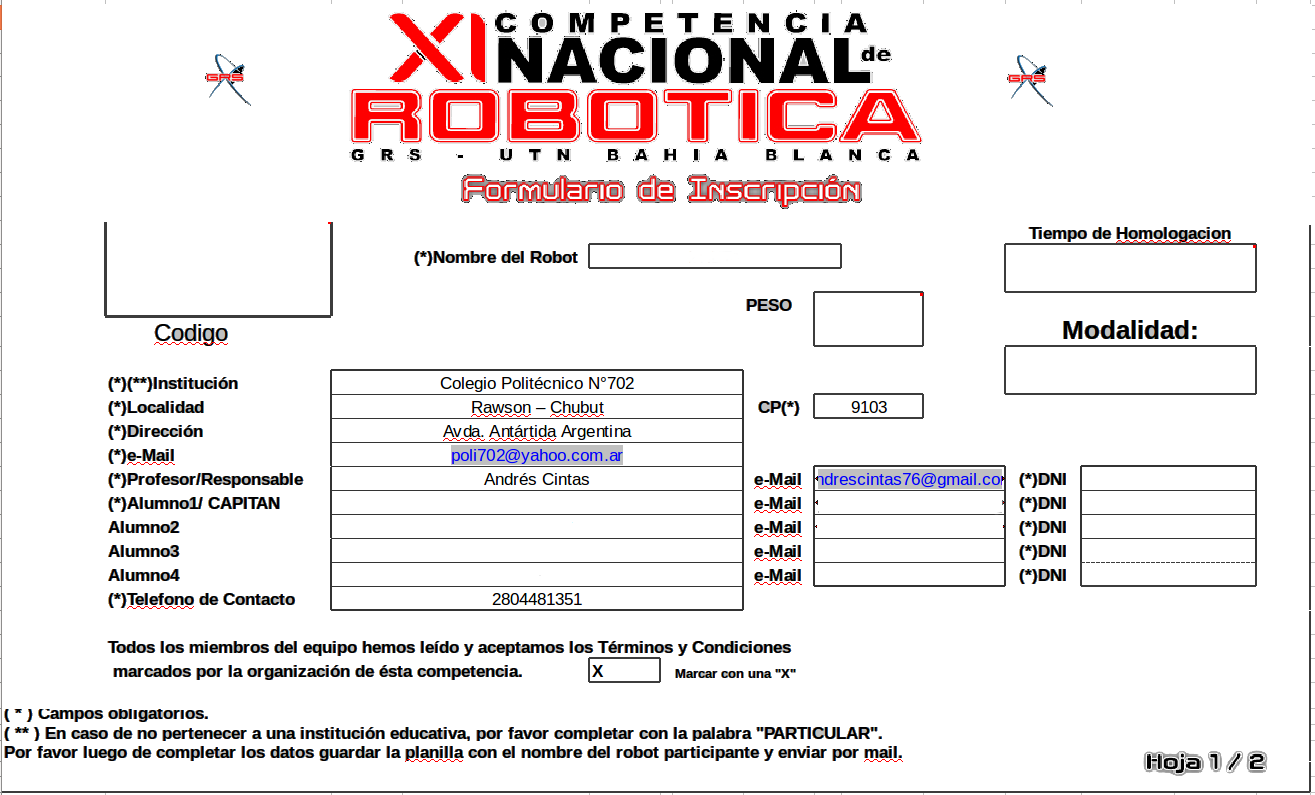 XI COMPETENCIA
NACIONAL de
ROBOTICA
GRS - UTN BAHIA BLANCA
Formulario de Inscripción
GRS
GRS
Tiempo de Homologacion
(*)Nombre del Robot
PESO
Codigo
Modalidad:
(*)(**)Institución Colegio Politécnico N°702
(*)Localidad Rawson – Chubut CP(*) 9103
(*)Dirección Avda. Antártida Argentina
(*)e-Mail poli702@yahoo.com.ar
(*)Profesor/Responsable Andrés Cintas e-Mail ndrescintas76@gmail.co (*)DNI
(*)Alumno1/ CAPITAN e-Mail (*)DNI
Alumno2 e-Mail (*)DNI
Alumno3 e-Mail (*)DNI
Alumno4 e-Mail (*)DNI
(*)Telefono de Contacto 2804481351
Todos los miembros del equipo hemos leído y aceptamos los Términos y Condiciones
marcados por la organización de ésta competencia. X Marcar con una "X"
( * ) Campos obligatorios.
( ** ) En caso de no pertenecer a una institución educativa, por favor completar con la palabra "PARTICULAR".
Por favor luego de completar los datos guardar la planilla con el nombre del robot participante y enviar por mail.
Hoja 1 / 2